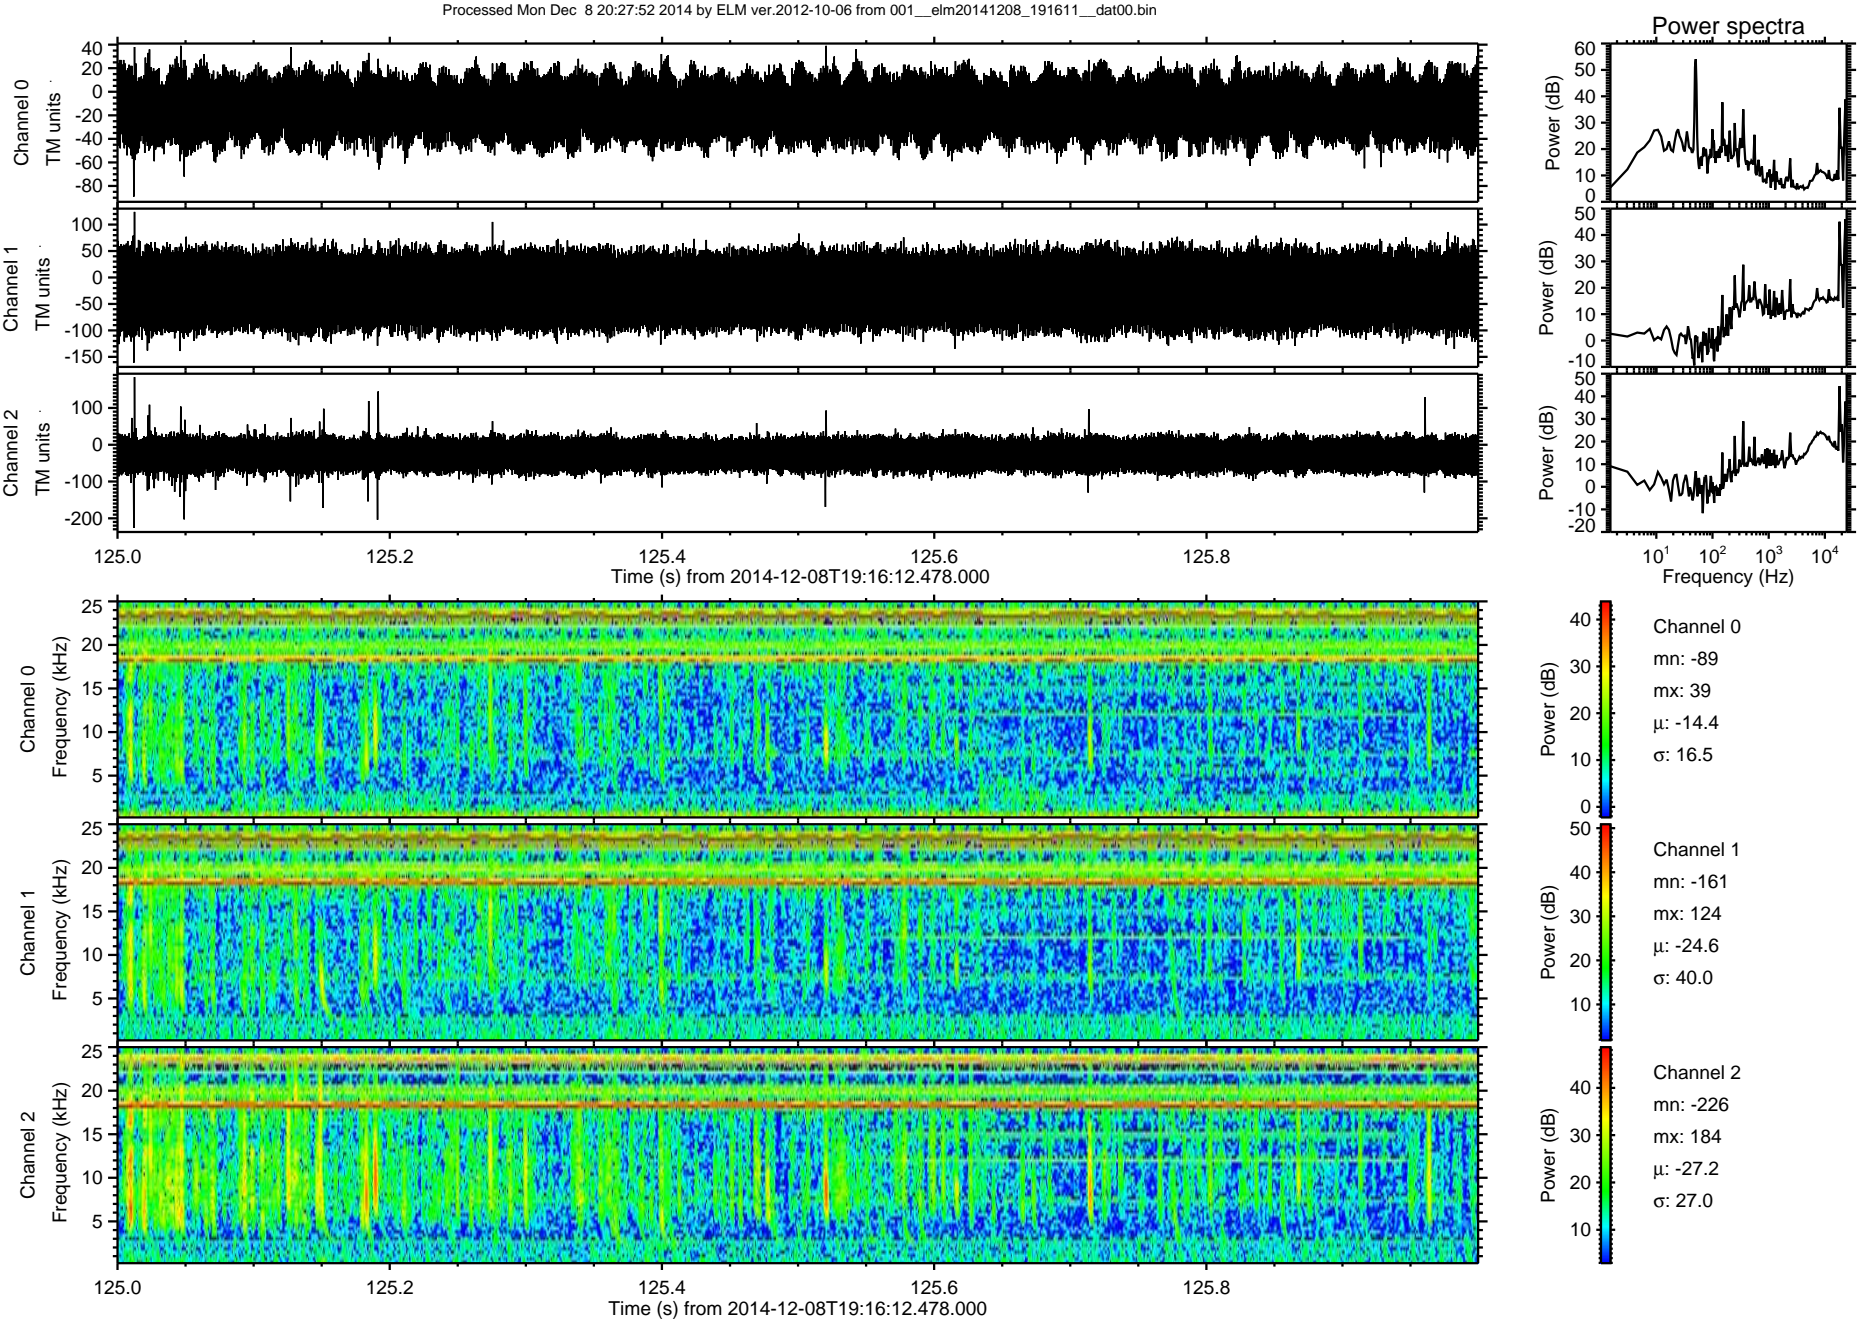 Processed Mon Dec  8 20:27:52 2014 by ELM ver.2012-10-06 from 001__elm20141208_191611__dat00.bin
Power spectra
Channel 0
TM units
40
20
0
-20
-40
-60
-80
Power (dB)
60
50
40
30
20
10
0
Channel 1
TM units
100
50
0
-50
-100
-150
Power (dB)
50
40
30
20
10
0
-10
Channel 2
TM units
100
0
-100
-200
Power (dB)
50
40
30
20
10
0
-10
-20
125.0 125.2 125.4 125.6 125.8
Time (s) from 2014-12-08T19:16:12.478.000
10^1 10^2 10^3 10^4
Frequency (Hz)
Channel 0
Frequency (kHz)
25
20
15
10
5
Power (dB)
40
30
20
10
0
Channel 0
mn: -89
mx: 39
μ: -14.4
σ: 16.5
Channel 1
Frequency (kHz)
25
20
15
10
5
Power (dB)
50
40
30
20
10
Channel 1
mn: -161
mx: 124
μ: -24.6
σ: 40.0
Channel 2
Frequency (kHz)
25
20
15
10
5
Power (dB)
40
30
20
10
Channel 2
mn: -226
mx: 184
μ: -27.2
σ: 27.0
125.0 125.2 125.4 125.6 125.8
Time (s) from 2014-12-08T19:16:12.478.000